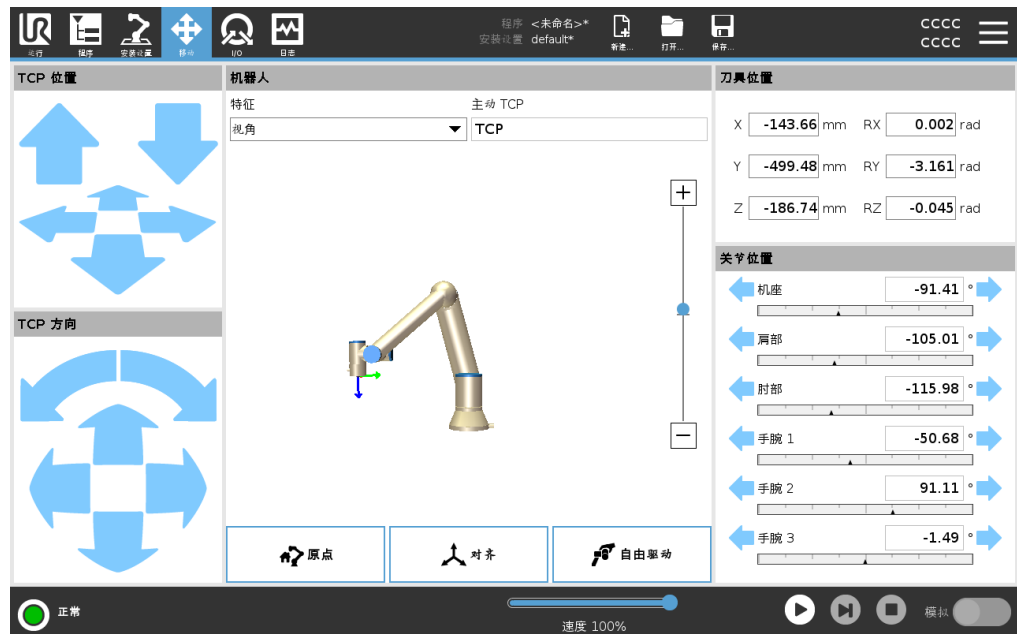 UR
运行
程序
安装设置
移动
I/O
日志
程序 <未命名>*
安装设置 default*
新建...
打开...
保存...
CCCC
CCCC
TCP 位置
TCP 方向
机器人
特征
主动 TCP
视角
TCP
原点
对齐
自由驱动
刀具位置
X -143.66 mm RX 0.002 rad
Y -499.48 mm RY -3.161 rad
Z -186.74 mm RZ -0.045 rad
关节位置
机座 -91.41 °
肩部 -105.01 °
肘部 -115.98 °
手腕 1 -50.68 °
手腕 2 91.11 °
手腕 3 -1.49 °
正常
速度 100%
模拟